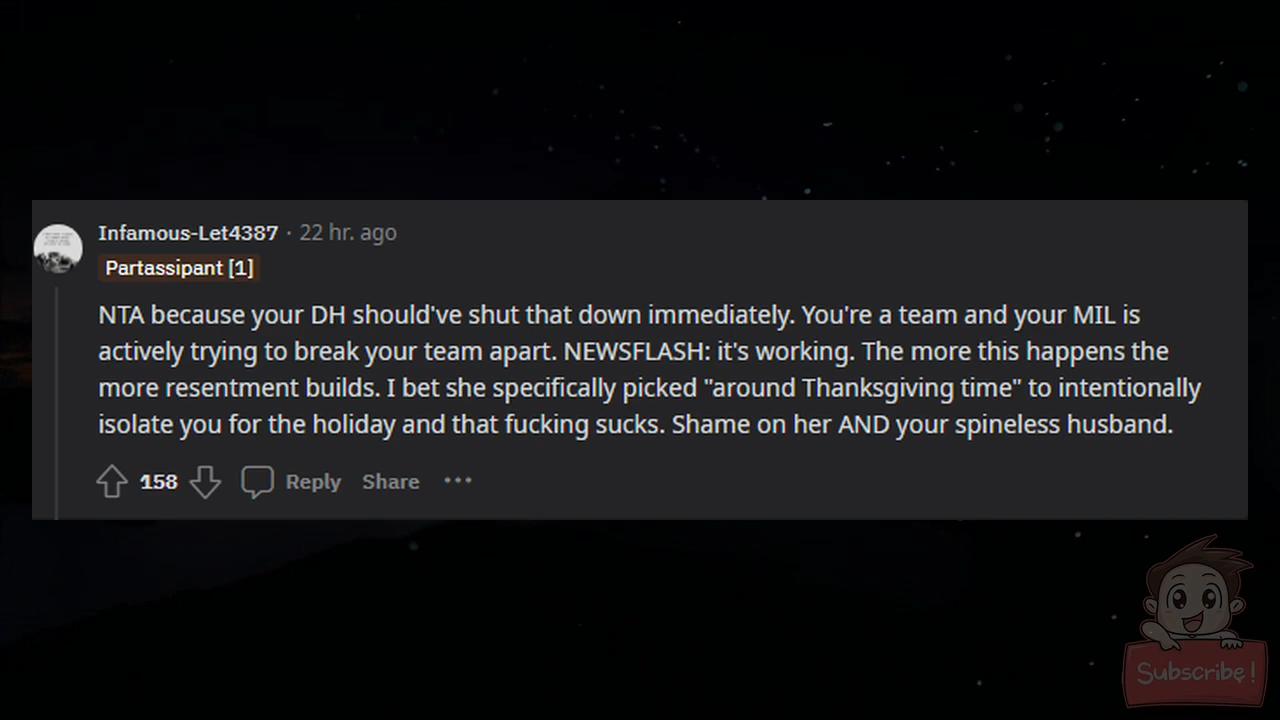 Infamous-Let4387 · 22 hr. ago
Partassipant [1]
NTA because your DH should've shut that down immediately. You're a team and your MIL is
actively trying to break your team apart. NEWSFLASH: it's working. The more this happens the
more resentment builds. I bet she specifically picked "around Thanksgiving time" to intentionally
isolate you for the holiday and that fucking sucks. Shame on her AND your spineless husband.
158 Reply Share ···
Subscribe!